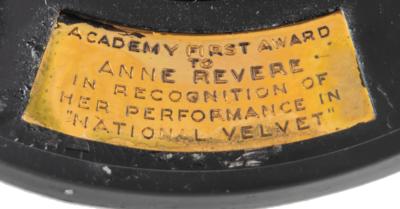 ACADEMY FIRST AWARD
TO
ANNE REVERE
IN RECOGNITION OF
HER PERFORMANCE IN
"NATIONAL VELVET"